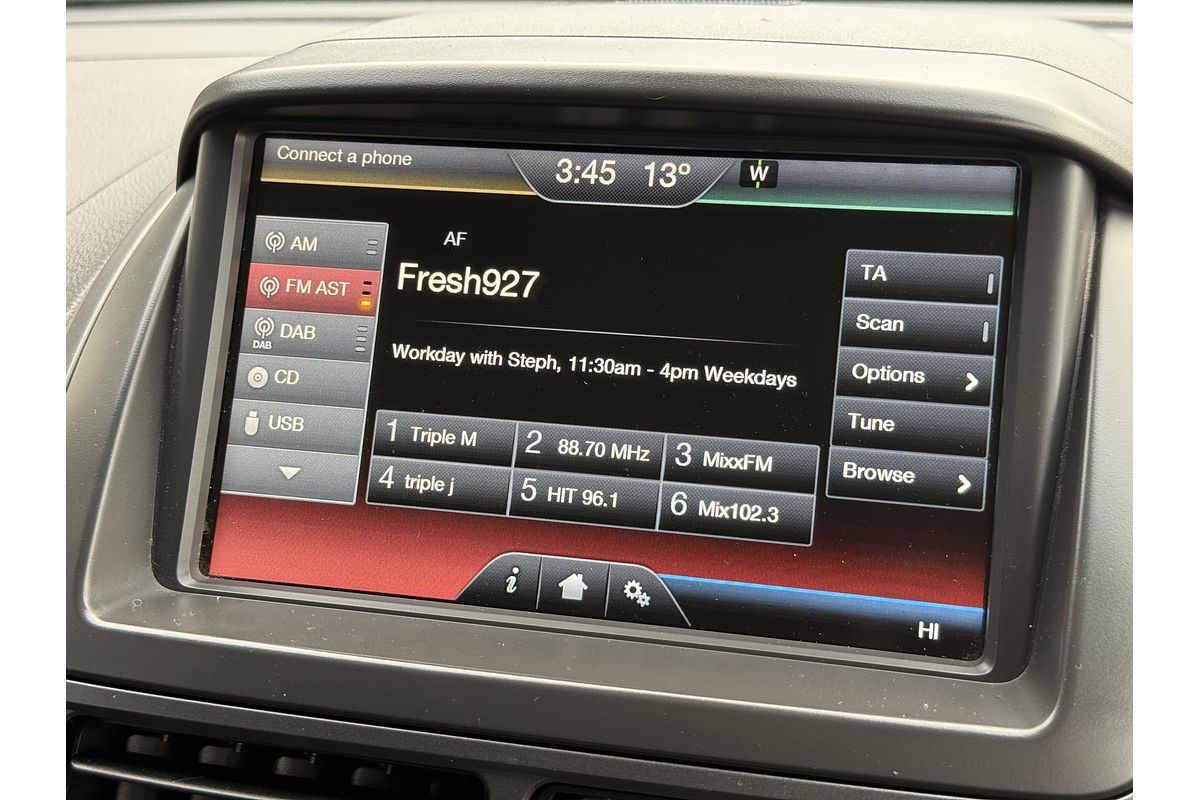 Connect a phone
3:45 13º
W
AM
FM AST
DAB
DAB
CD
USB
AF
Fresh927
Workday with Steph, 11:30am - 4pm Weekdays
1 Triple M
2 88.70 MHz
3 MixxFM
4 triple j
5 HIT 96.1
6 Mix102.3
TA
Scan
Options
Tune
Browse
i
HI